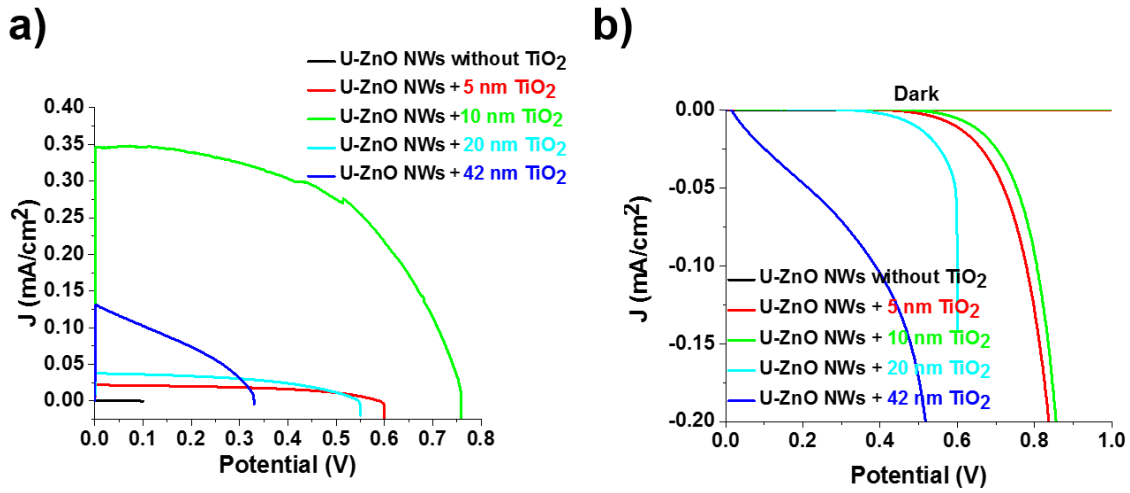 a)
U-ZnO NWs without TiO2
U-ZnO NWs + 5 nm TiO2
U-ZnO NWs +10 nm TiO2
U-ZnO NWs + 20 nm TiO2
U-ZnO NWs + 42 nm TiO2
0.40
0.35
0.30
0.25
0.20
0.15
0.10
0.05
0.00
J (mA/cm2)
0.0 0.1 0.2 0.3 0.4 0.5 0.6 0.7 0.8
Potential (V)
b)
Dark
0.00
-0.05
-0.10
-0.15
-0.20
J (mA/cm2)
U-ZnO NWs without TiO2
U-ZnO NWs + 5 nm TiO2
U-ZnO NWs + 10 nm TiO2
U-ZnO NWs + 20 nm TiO2
U-ZnO NWs + 42 nm TiO2
0.0 0.2 0.4 0.6 0.8 1.0
Potential (V)